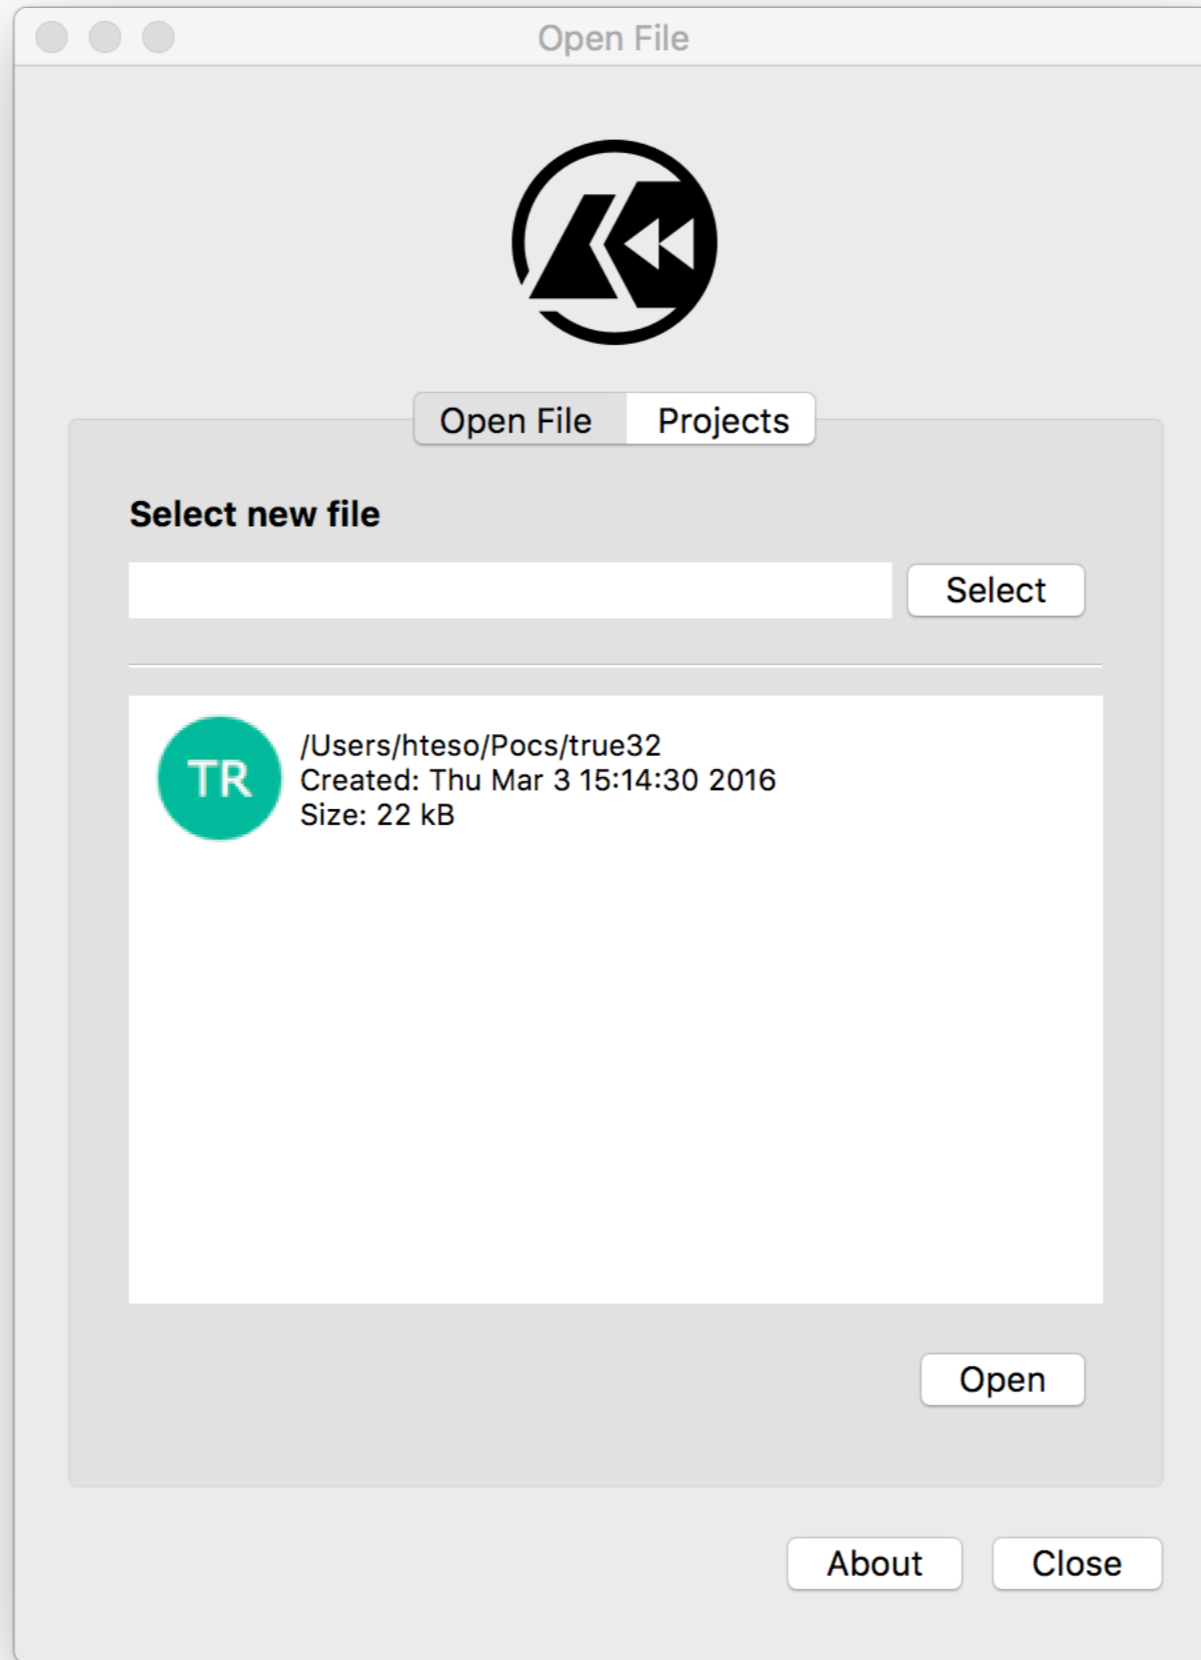 Open File
Open File
Projects
Select new file
Select
TR
/Users/hteso/Pocs/true32
Created: Thu Mar 3 15:14:30 2016
Size: 22 kB
Open
About
Close